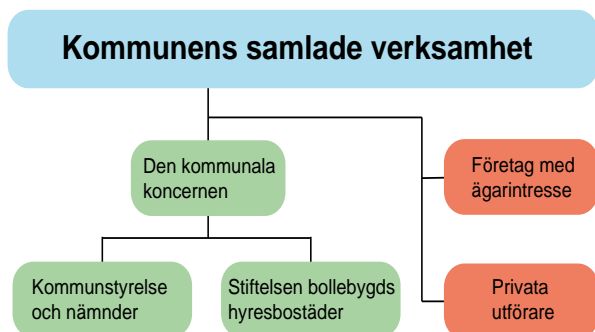 Kommunens samlade verksamhet
Den kommunala
koncernen
Företag med
ägarintresse
Kommunstyrelse
och nämnder
Stiftelsen bollebygds
hyresbostäder
Privata
utförare